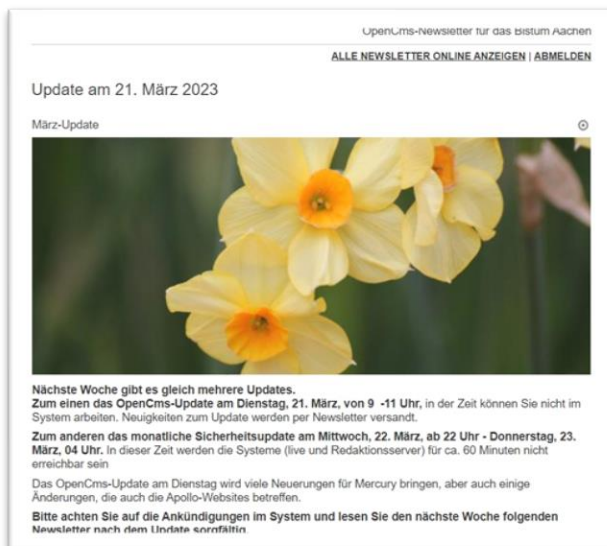 OpenCms-Newsletter für das Bistum Aachen
ALLE NEWSLETTER ONLINE ANZEIGEN | ABMELDEN
Update am 21. März 2023
März-Update
Nächste Woche gibt es gleich mehrere Updates.
Zum einen das OpenCms-Update am Dienstag, 21. März, von 9 -11 Uhr, in der Zeit können Sie nicht im
System arbeiten. Neuigkeiten zum Update werden per Newsletter versandt.
Zum anderen das monatliche Sicherheitsupdate am Mittwoch, 22. März, ab 22 Uhr - Donnerstag, 23.
März, 04 Uhr. In dieser Zeit werden die Systeme (live und Redaktionsserver) für ca. 60 Minuten nicht
erreichbar sein
Das OpenCms-Update am Dienstag wird viele Neuerungen für Mercury bringen, aber auch einige
Änderungen, die auch die Apollo-Websites betreffen.
Bitte achten Sie auf die Ankündigungen im System und lesen Sie den nächste Woche folgenden
Newsletter nach dem Update sorgfältig.